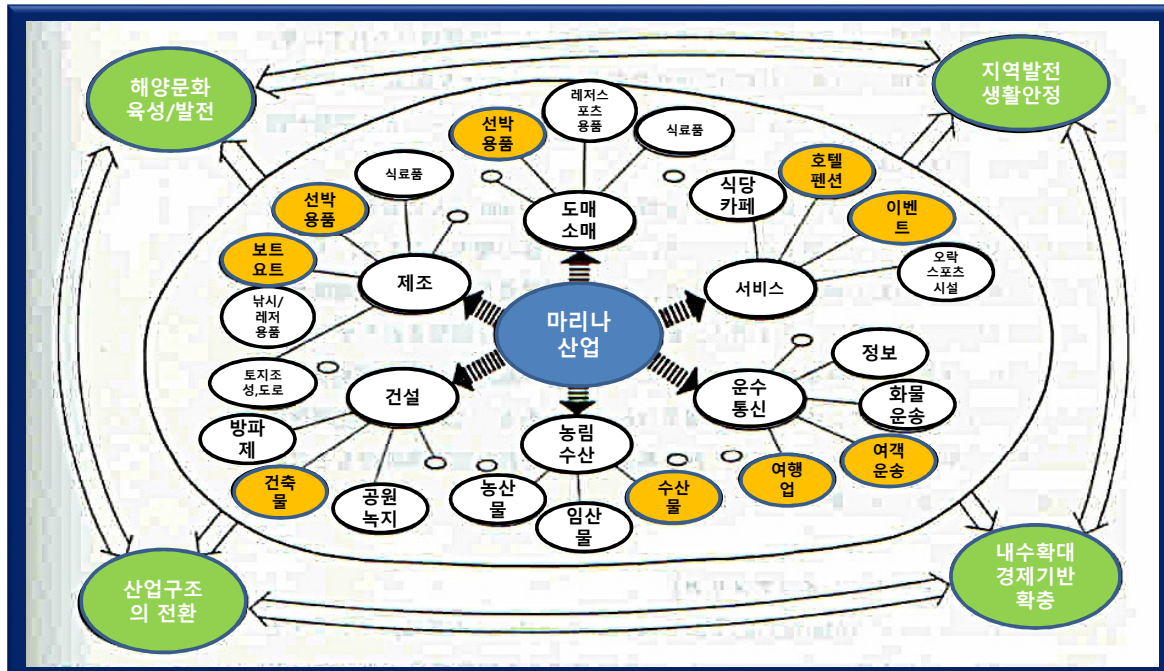 해양문화
육성/발전
지역발전
생활안정
레저스
포츠
용품
선박
용품
식료품
도매
소매
식료품
선박
용품
보트
요트
낚시/
레저
용품
제조
토지조
성,도로
식당
카페
호텔
펜션
이벤
트
오락
스포츠
시설
서비스
마리나
산업
건설
방파
제
건축
물
공원
녹지
농림
수산
농산
물
임산
물
수산
물
운수
통신
정보
화물
운송
여객
운송
여행
업
산업구조
의 전환
내수확대
경제기반
확충